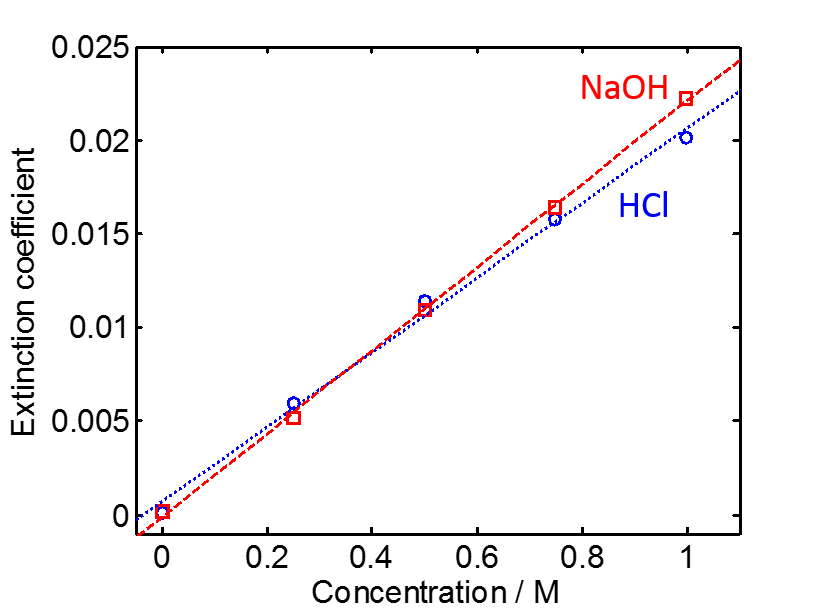 0.025
0.02
0.015
0.01
0.005
0
Extinction coefficient
NaOH
HCl
0 0.2 0.4 0.6 0.8 1
Concentration / M